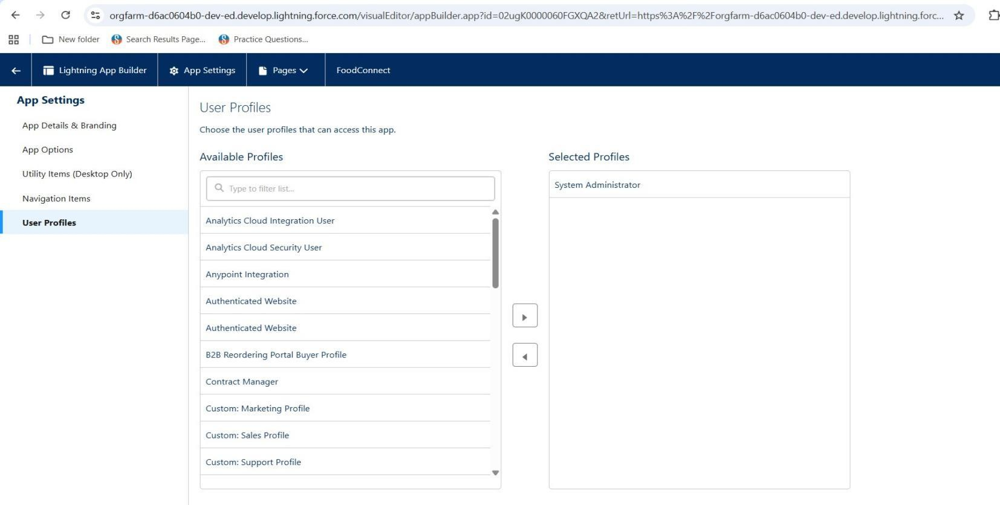 orgfarm-d6ac0604b0-dev-ed.develop.lightning.force.com/visualEditor/appBuilder.app?id=02ugK0000060FGXQA2&retUrl=https%3A%2F%2Forgfarm-d6ac0604b0-dev-ed.develop.lightning.forc...
New folder
Search Results Page...
Practice Questions...
Lightning App Builder
App Settings
Pages
FoodConnect
App Settings
App Details & Branding
App Options
Utility Items (Desktop Only)
Navigation Items
User Profiles
User Profiles
Choose the user profiles that can access this app.
Available Profiles
Type to filter list...
Analytics Cloud Integration User
Analytics Cloud Security User
Anypoint Integration
Authenticated Website
Authenticated Website
B2B Reordering Portal Buyer Profile
Contract Manager
Custom: Marketing Profile
Custom: Sales Profile
Custom: Support Profile
Selected Profiles
System Administrator